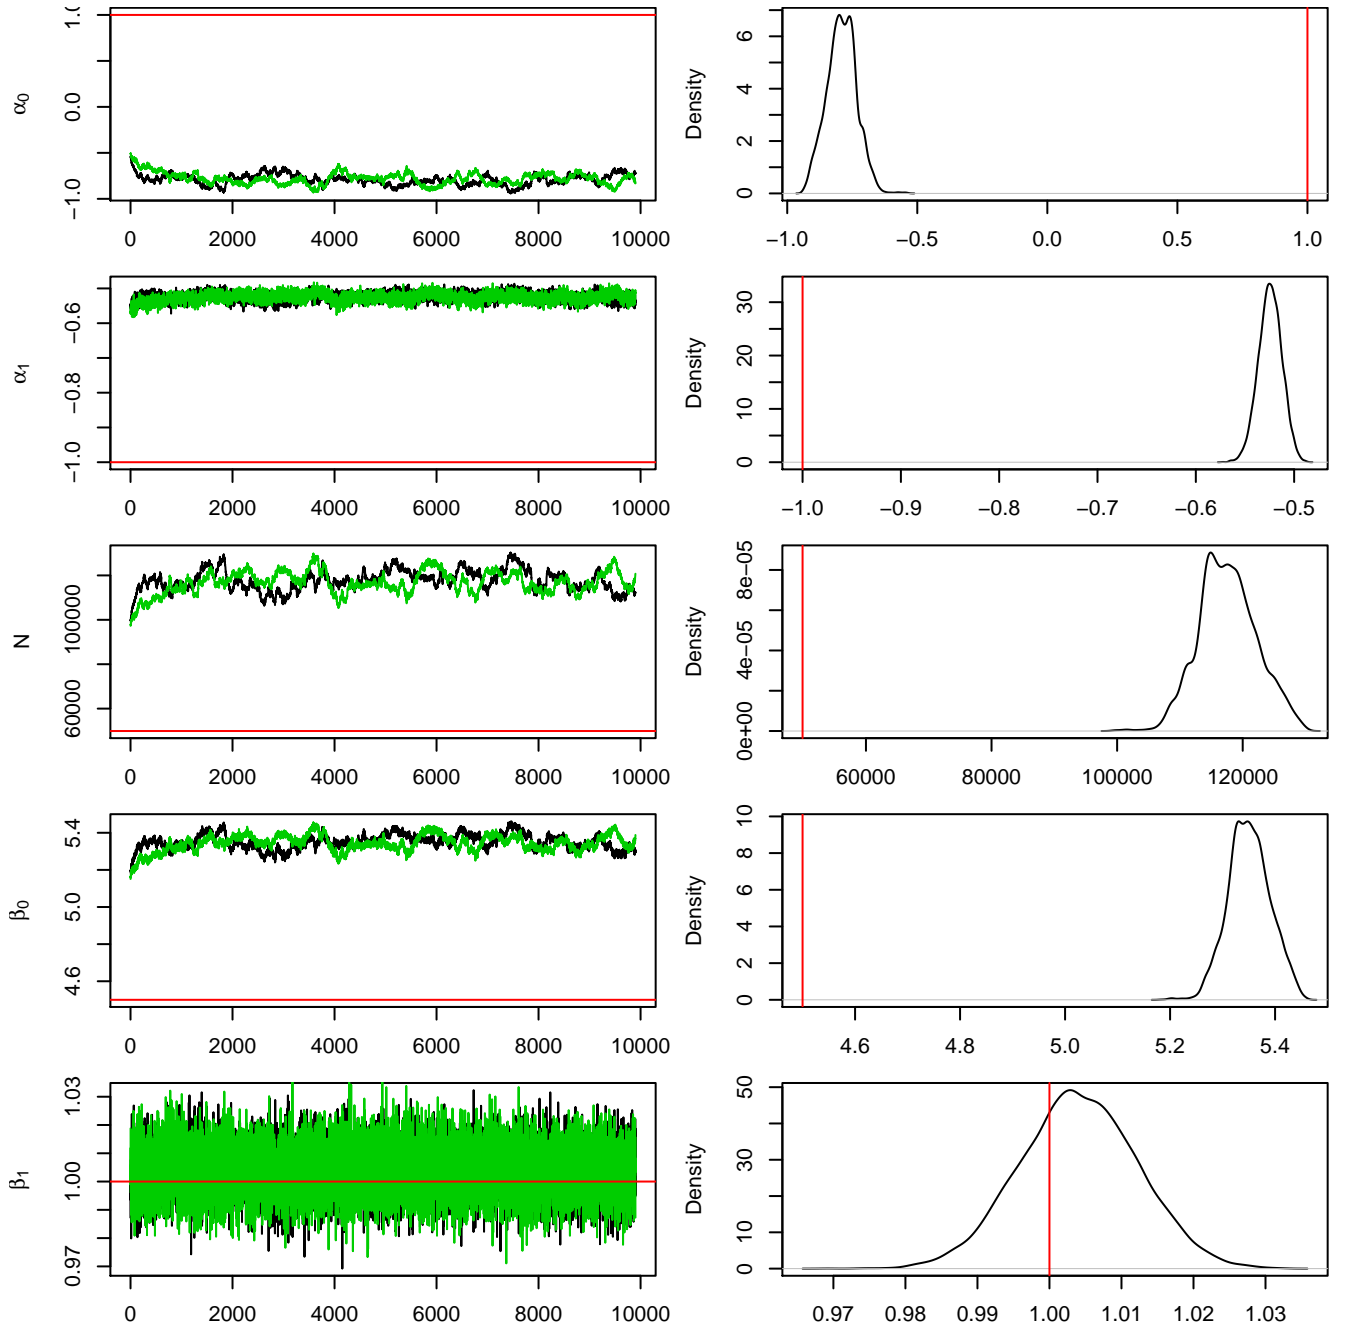 α0
1.0
0.0
−1.0
0 2000 4000 6000 8000 10000
Density
6
4
2
0
−1.0 −0.5 0.0 0.5 1.0
α1
−0.6
−0.8
−1.0
0 2000 4000 6000 8000 10000
Density
30
20
10
0
−1.0 −0.9 −0.8 −0.7 −0.6 −0.5
N
100000
60000
0 2000 4000 6000 8000 10000
Density
8e−05
4e−05
0e+00
60000 80000 100000 120000
β0
5.4
5.0
4.6
0 2000 4000 6000 8000 10000
Density
10
8
6
4
2
0
4.6 4.8 5.0 5.2 5.4
β1
1.03
1.00
0.97
0 2000 4000 6000 8000 10000
Density
50
30
10
0
0.97 0.98 0.99 1.00 1.01 1.02 1.03